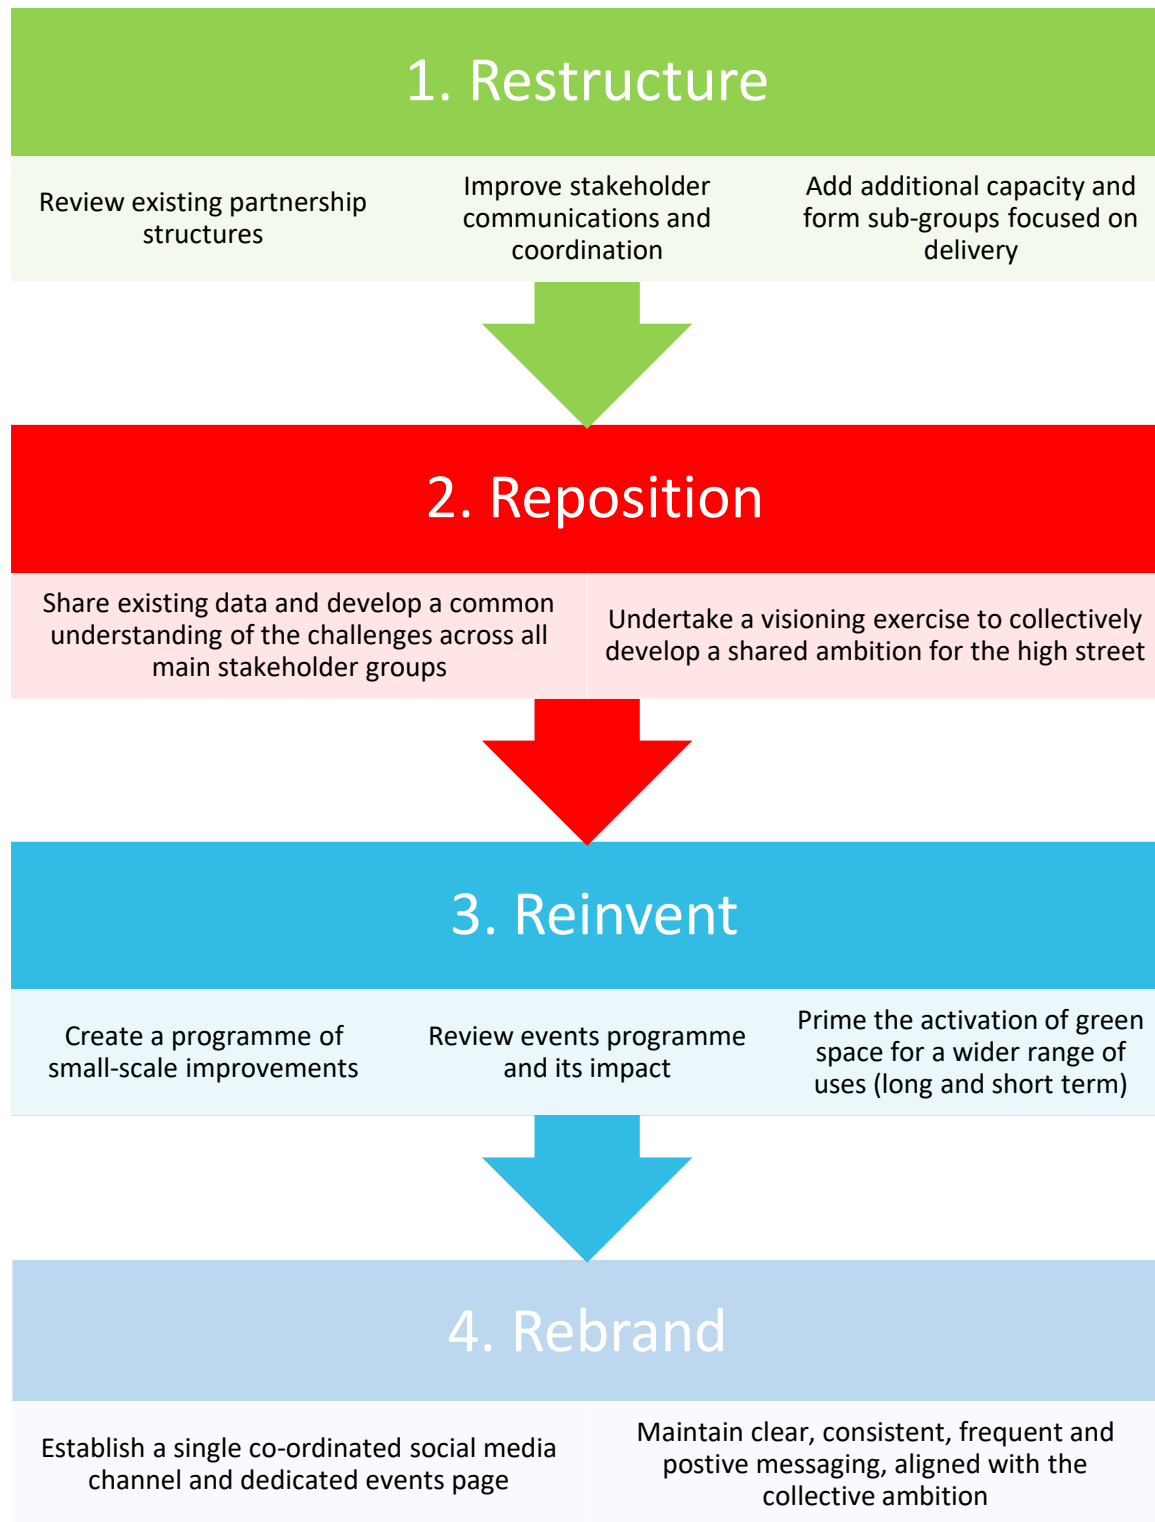 1. Restructure
Review existing partnership
structures
Improve stakeholder
communications and
coordination
Add additional capacity and
form sub-groups focused on
delivery
2. Reposition
Share existing data and develop a common
understanding of the challenges across all
main stakeholder groups
Undertake a visioning exercise to collectively
develop a shared ambition for the high street
3. Reinvent
Create a programme of
small-scale improvements
Review events programme
and its impact
Prime the activation of green
space for a wider range of
uses (long and short term)
4. Rebrand
Establish a single co-ordinated social media
channel and dedicated events page
Maintain clear, consistent, frequent and
postive messaging, aligned with the
collective ambition